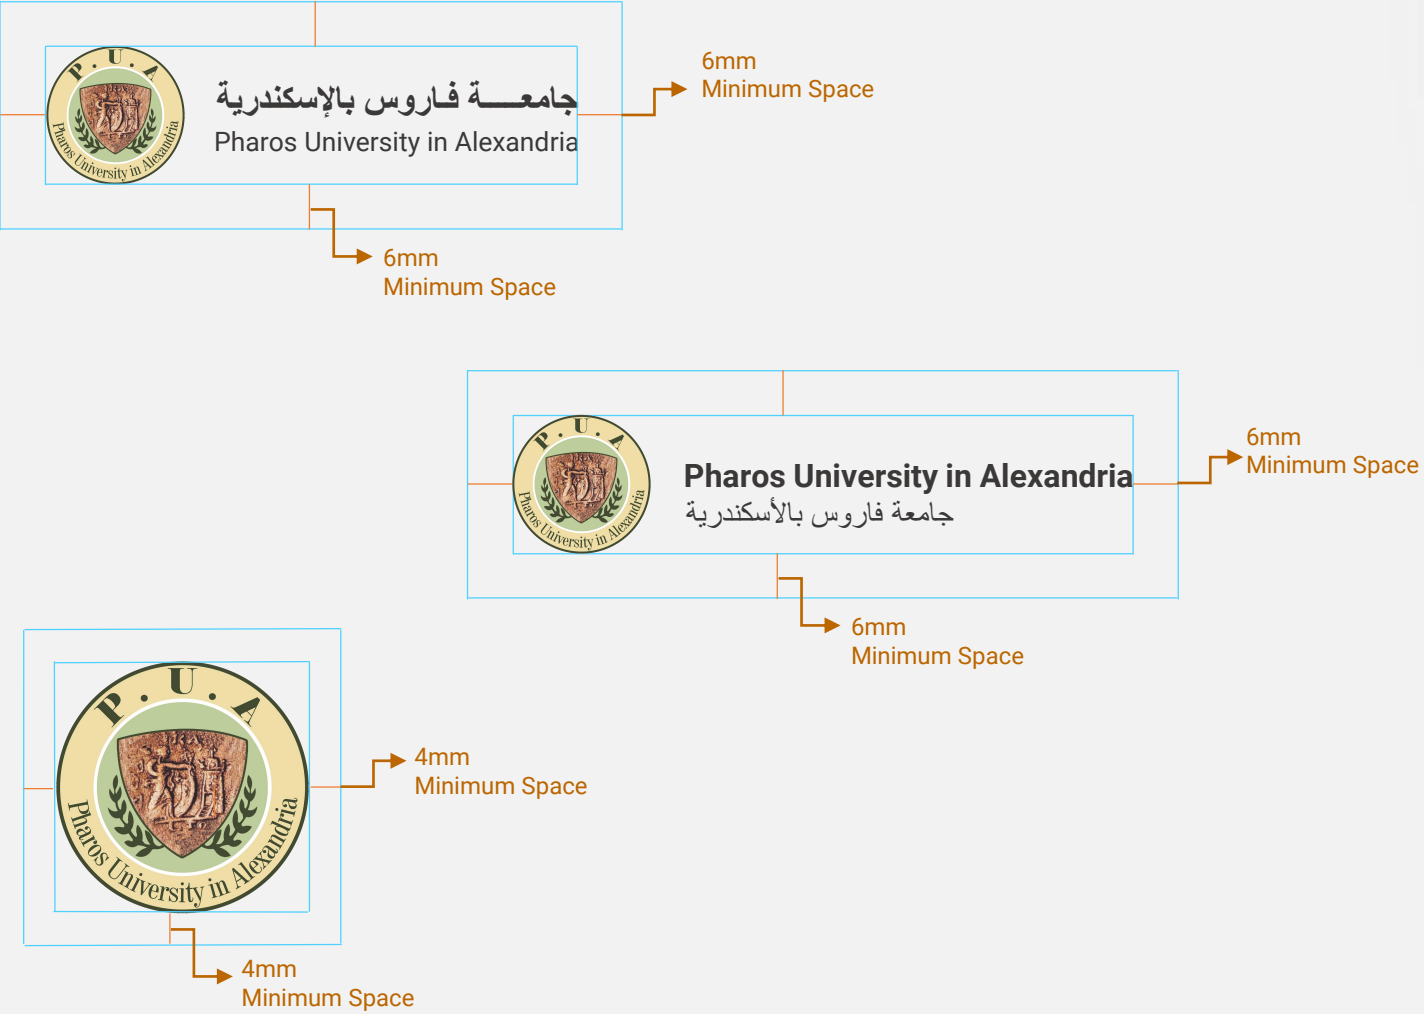 P . U . A
Pharos University in Alexandria
جامعـــــة فـاروس بالإسكندرية
Pharos University in Alexandria
6mm
Minimum Space
6mm
Minimum Space
P . U . A
Pharos University in Alexandria
Pharos University in Alexandria
جامعة فاروس بالأسكندرية
6mm
Minimum Space
6mm
Minimum Space
P . U . A
Pharos University in Alexandria
4mm
Minimum Space
4mm
Minimum Space